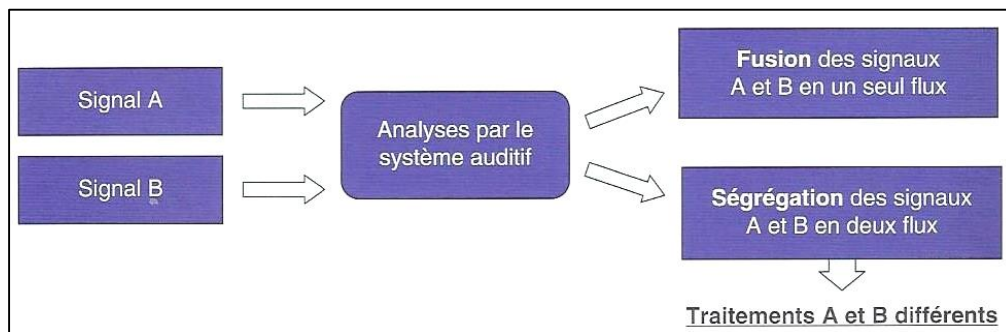 Signal A
Signal B
Analyses par le
système auditif
Fusion des signaux
A et B en un seul flux
Ségrégation des signaux
A et B en deux flux
Traitements A et B différents